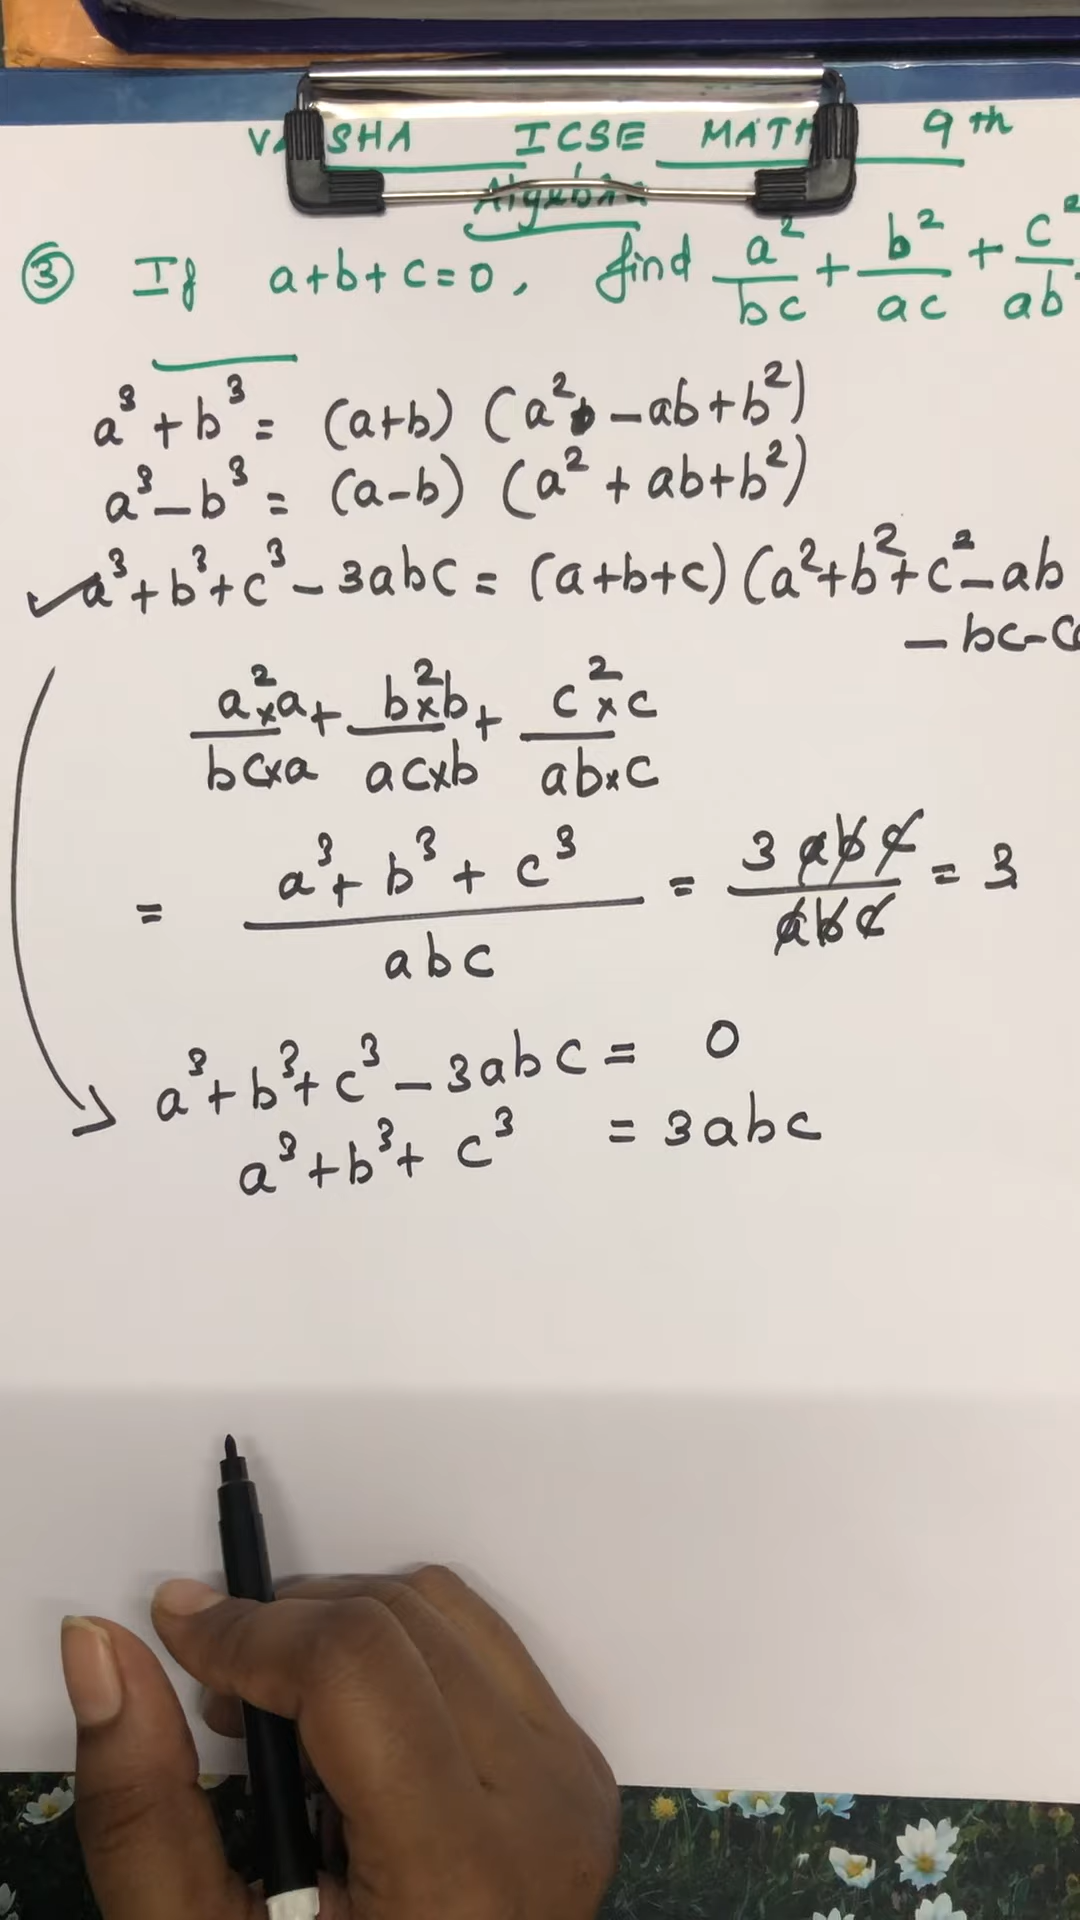 SHA ICSE MATH 9th
Algebra
③ If a+b+c=0, find a²/bc + b²/ac + c²/ab
a³+b³ = (a+b) (a² -ab+b²)
a³-b³ = (a-b) (a²+ab+b²)
✓ a³+b³+c³-3abc = (a+b+c) (a²+b²+c²-ab
-bc-c
a²×a/bc×a + b²×b/ac×b + c²×c/ab×c
= a³+b³+c³/abc = 3abc/abc = 3
a³+b³+c³-3abc = 0
a³+b³+c³ = 3abc